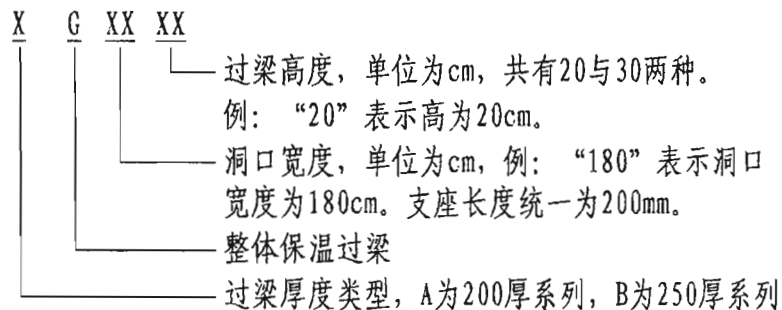 X G XX XX
过梁高度，单位为cm，共有20与30两种。
例：“20”表示高为20cm。
洞口宽度，单位为cm，例：“180”表示洞口
宽度为180cm。支座长度统一为200mm。
整体保温过梁
过梁厚度类型，A为200厚系列，B为250厚系列